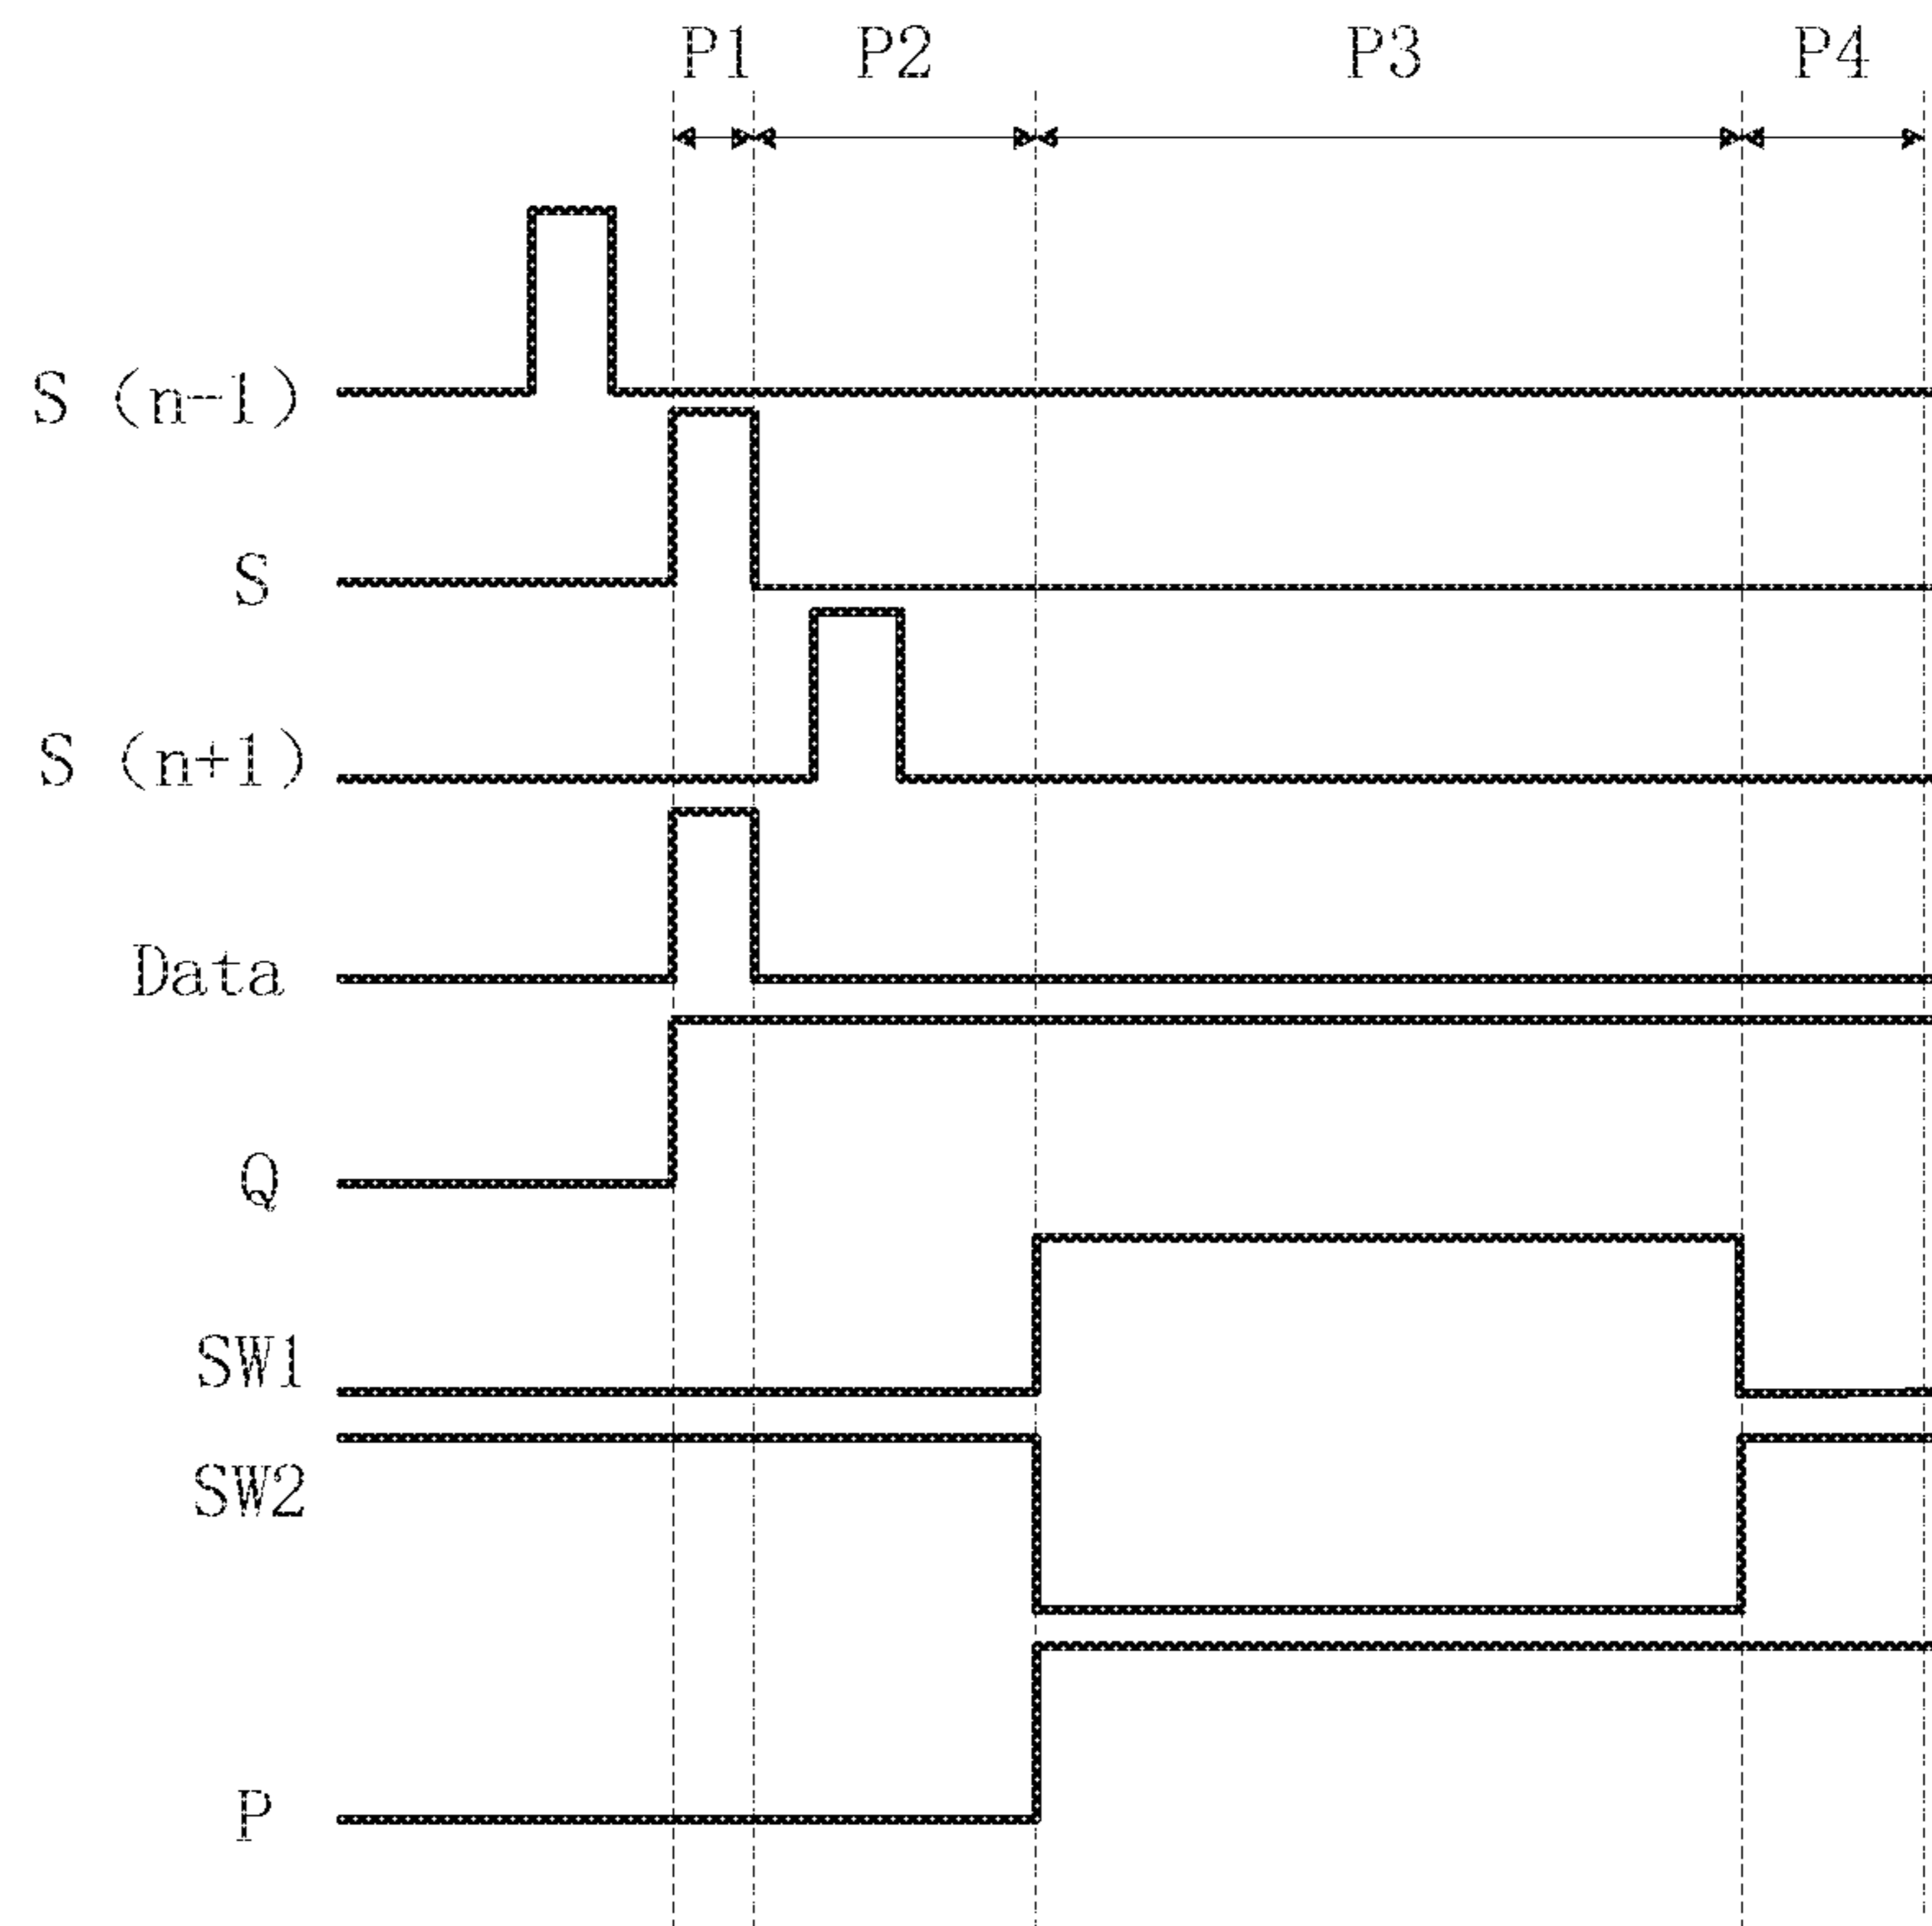 P1 P2 P3 P4
S (n-1)
S
S (n+1)
Data
Q
SW1
SW2
P